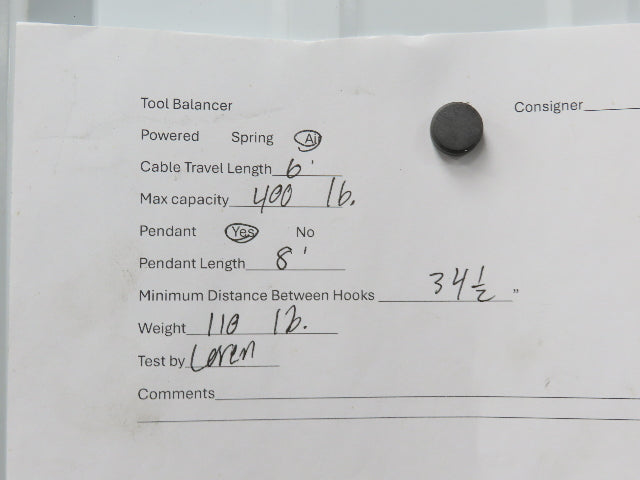 Tool Balancer
Consigner
Powered Spring Air
Cable Travel Length 6'
Max capacity 400 lb.
Pendant Yes No
Pendant Length 8'
Minimum Distance Between Hooks 34 1/2 "
Weight 110 lb.
Test by Loren
Comments